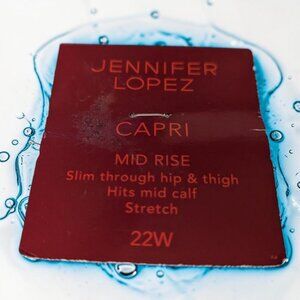 JENNIFER
LOPEZ
CAPRI
MID RISE
Slim through hip & thigh
Hits mid calf
Stretch
22W